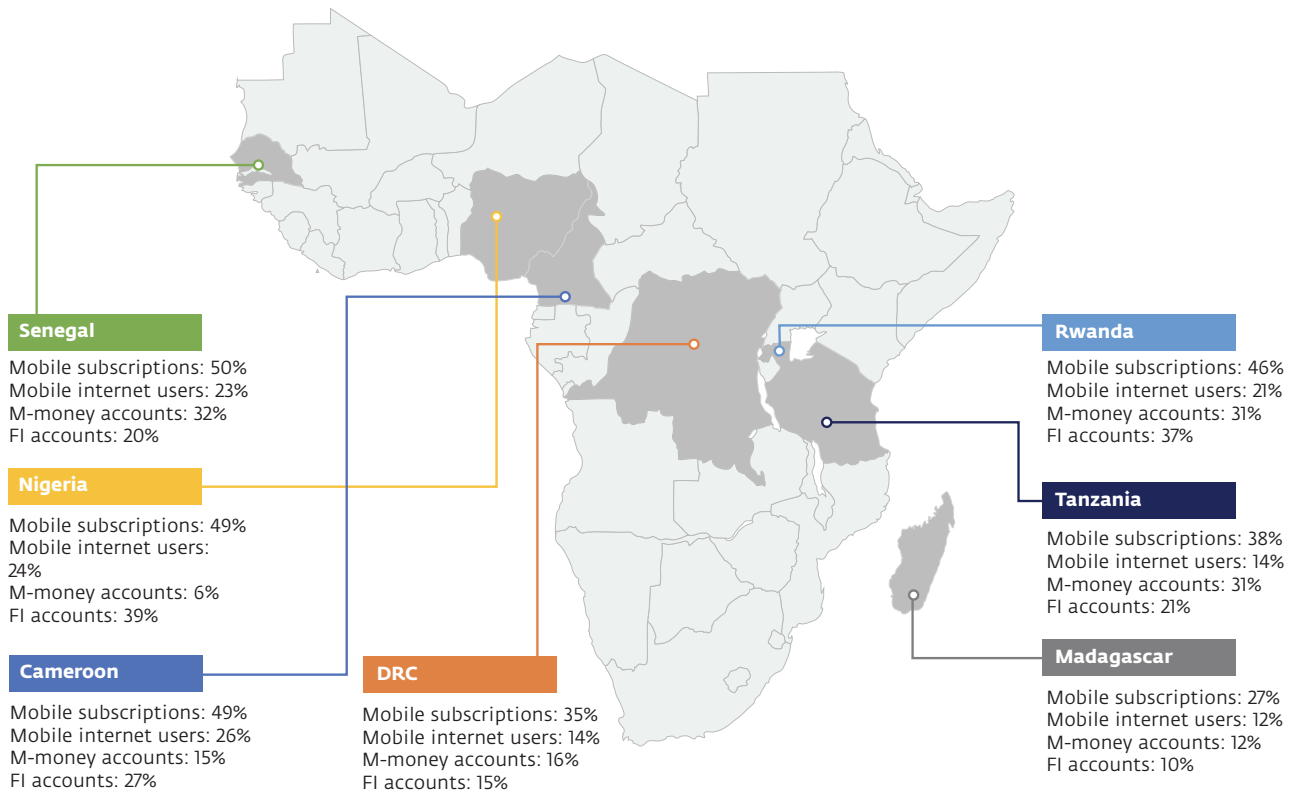 Senegal
Mobile subscriptions: 50%
Mobile internet users: 23%
M-money accounts: 32%
FI accounts: 20%
Nigeria
Mobile subscriptions: 49%
Mobile internet users:
24%
M-money accounts: 6%
FI accounts: 39%
Cameroon
Mobile subscriptions: 49%
Mobile internet users: 26%
M-money accounts: 15%
FI accounts: 27%
DRC
Mobile subscriptions: 35%
Mobile internet users: 14%
M-money accounts: 16%
FI accounts: 15%
Rwanda
Mobile subscriptions: 46%
Mobile internet users: 21%
M-money accounts: 31%
FI accounts: 37%
Tanzania
Mobile subscriptions: 38%
Mobile internet users: 14%
M-money accounts: 31%
FI accounts: 21%
Madagascar
Mobile subscriptions: 27%
Mobile internet users: 12%
M-money accounts: 12%
FI accounts: 10%